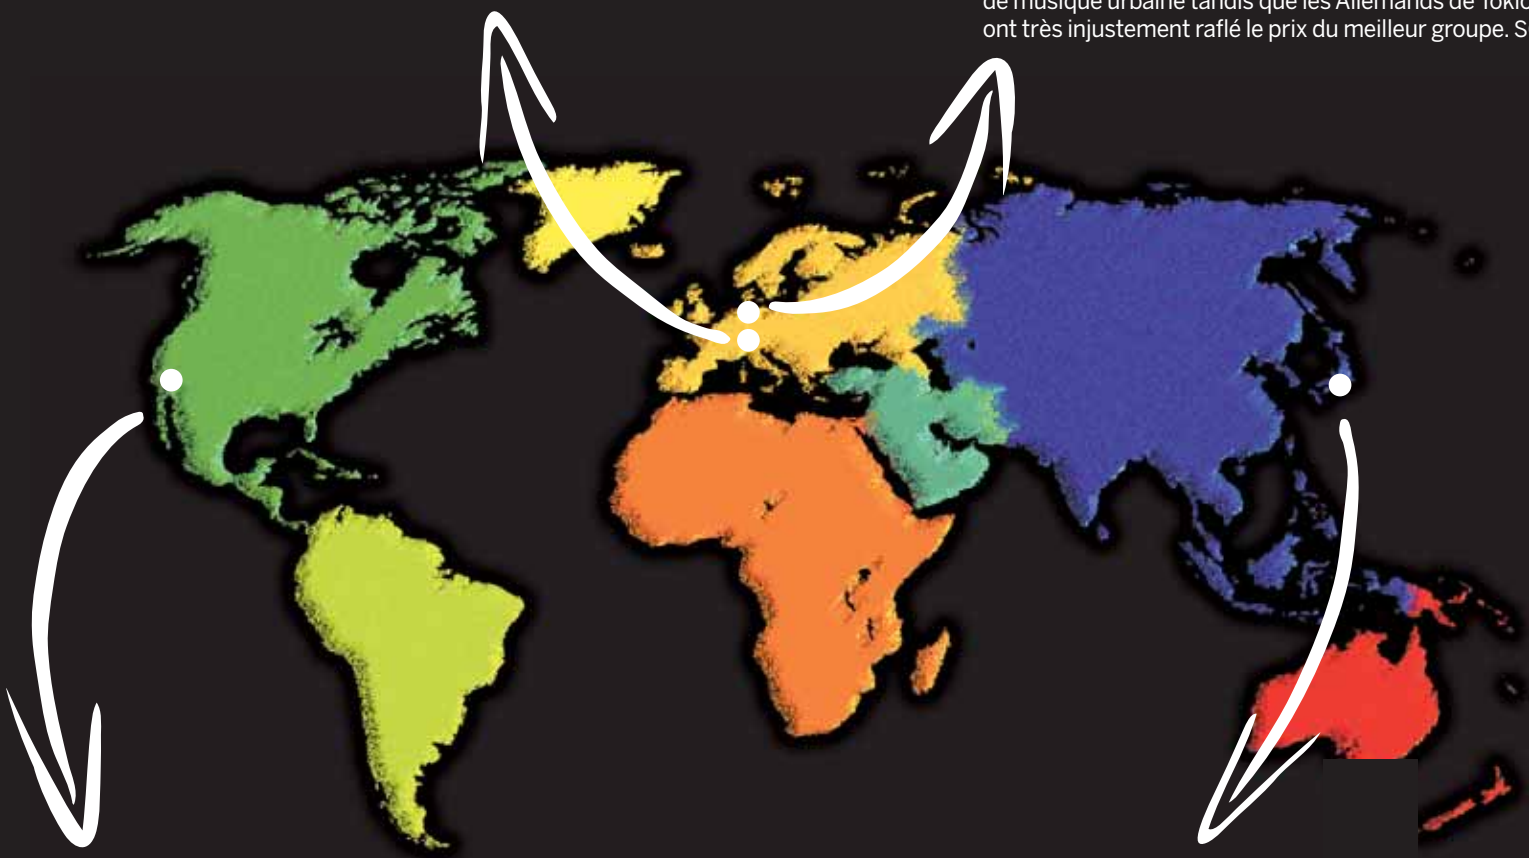 de musique urbaine tandis que les Allemands de Tokio
ont très injustement raflé le prix du meilleur groupe. S